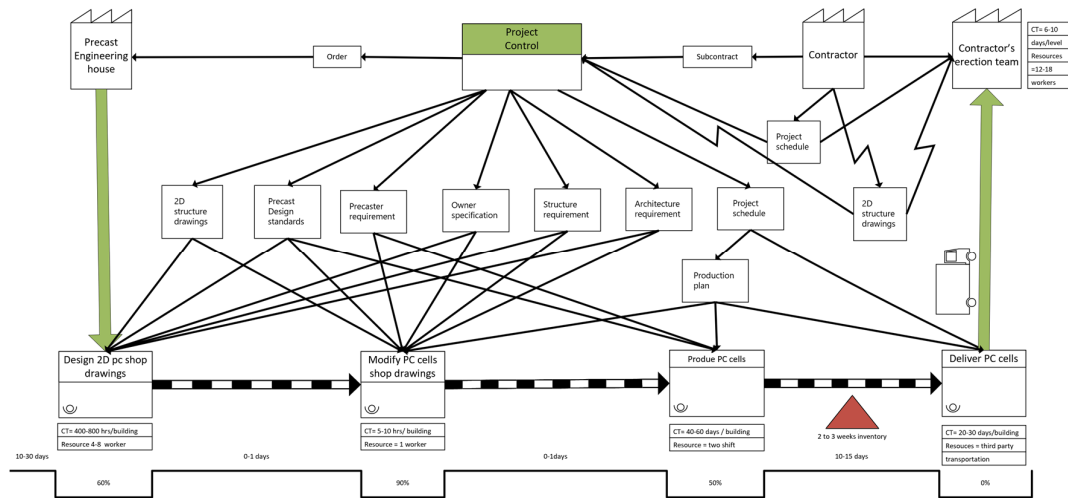 Precast
Engineering
house
Order
Project
Control
Subcontract
Contractor
Contractor's
erection team
CT= 6-10
days/level
Resources
=12-18
workers
Project
schedule
2D
structure
drawings
2D
structure
drawings
Precast
Design
standards
Precaster
requirement
Owner
specification
Structure
requirement
Architecture
requirement
Project
schedule
Production
plan
Design 2D pc shop
drawings
Modify PC cells
shop drawings
Produe PC cells
Deliver PC cells
CT= 400-800 hrs/building
Resource 4-8 worker
CT= 5-10 hrs/ building
Resource = 1 worker
CT= 40-60 days / building
Resource = two shift
2 to 3 weeks inventory
CT= 20-30 days/building
Resouces = third party
transportation
10-30 days
0-1 days
0-1days
10-15 days
60%
90%
50%
0%